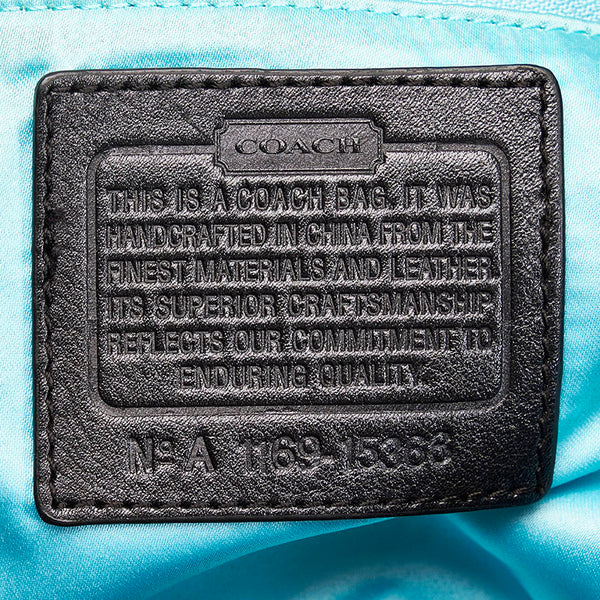 COACH
THIS IS A COACH BAG. IT WAS
HANDCRAFTED IN CHINA FROM THE
FINEST MATERIALS AND LEATHER.
ITS SUPERIOR CRAFTSMANSHIP
REFLECTS OUR COMMITMENT TO
ENDURING QUALITY.
Nº A 1169-15363